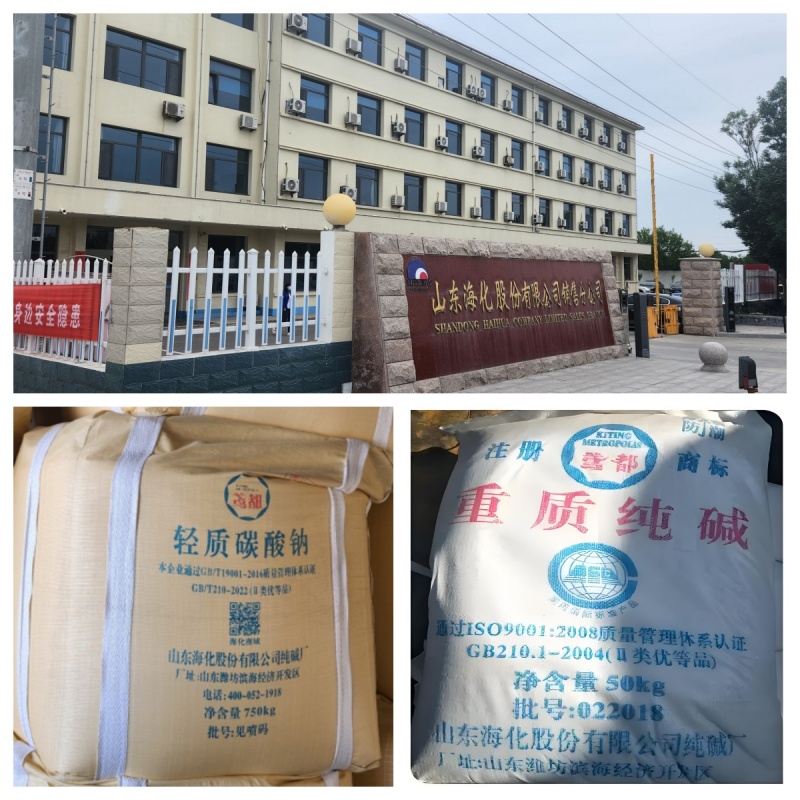 身边安全隐患
山东海化股份有限公司销售分公司
SHANDONG HAIHUA COMPANY LIMITED SALES
轻质碳酸钠
本企业通过GB/T19001-2016质量管理体系认证
GB/T210-2022(Ⅱ类优等品)
海化商城
山东海化股份有限公司纯碱厂
厂址:山东潍坊滨海经济开发区
电话:400-052-1918
净含量750kg
批号:见喷码
防潮
注册
KITING
METROPOLIAN
鸢都
商标
重质纯碱
通过ISO9001:2008质量管理体系认证
GB210.1-2004(Ⅱ类优等品)
净含量50kg
批号:022018
山东海化股份有限公司纯碱厂
厂址:山东潍坊滨海经济开发区